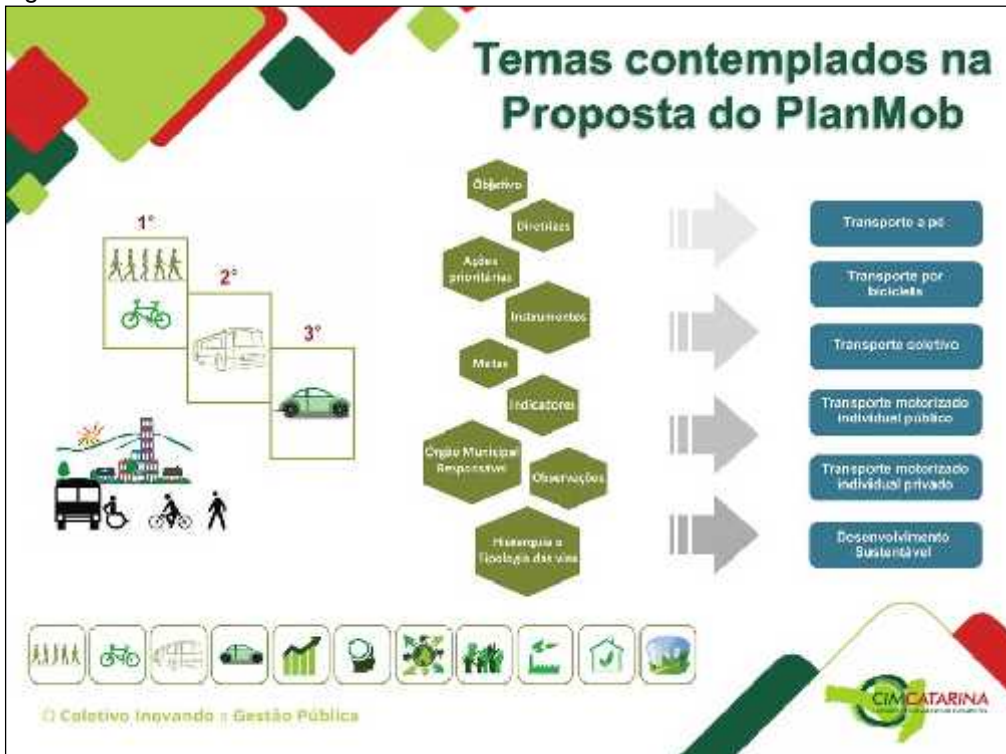 Temas contemplados na
Proposta do PlanMob
1°
2°
3°
Objetivo
Diretrizes
Ações
prioritárias
Instrumentos
Metas
Indicadores
Órgão Municipal
Responsável
Observações
Hierarquia e
Tipologia das vias
Transporte a pé
Transporte por
bicicleta
Transporte coletivo
Transporte motorizado
individual público
Transporte motorizado
individual privado
Desenvolvimento
Sustentável
O Coletivo Inovando a Gestão Pública
CIMCATARINA